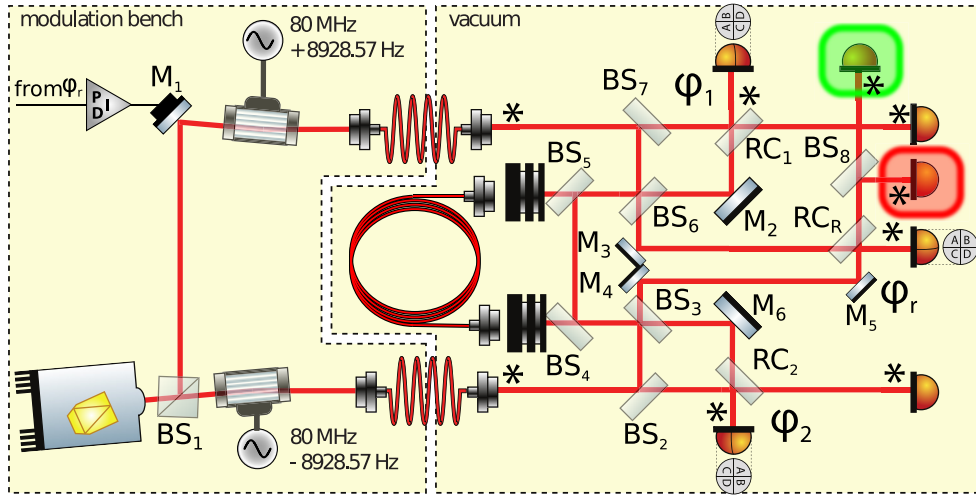 modulation bench
vacuum
80 MHz
+8928.57 Hz
A B
C D
from φr
P I
D
M1
*
BS7
φ1
*
*
*
RC1
BS8
BS5
BS6
M2
*
RCR
*
A B
C D
M3
M4
BS3
M6
M5
φr
BS4
RC2
*
BS2
*
φ2
A B
C D
BS1
80 MHz
- 8928.57 Hz